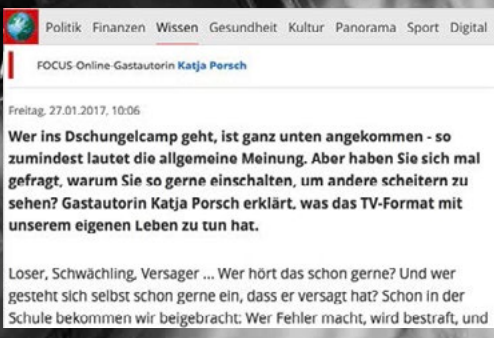 Politik Finanzen Wissen Gesundheit Kultur Panorama Sport Digital
FOCUS-Online-Gastautorin Katja Porsch
Freitag, 27.01.2017, 10:06
Wer ins Dschungelcamp geht, ist ganz unten angekommen - so
zumindest lautet die allgemeine Meinung. Aber haben Sie sich mal
gefragt, warum Sie so gerne einschalten, um andere scheitern zu
sehen? Gastautorin Katja Porsch erklärt, was das TV-Format mit
unserem eigenen Leben zu tun hat.
Loser, Schwächling, Versager ... Wer hört das schon gerne? Und wer
gesteht sich selbst schon gerne ein, dass er versagt hat? Schon in der
Schule bekommen wir beigebracht: Wer Fehler macht, wird bestraft, und